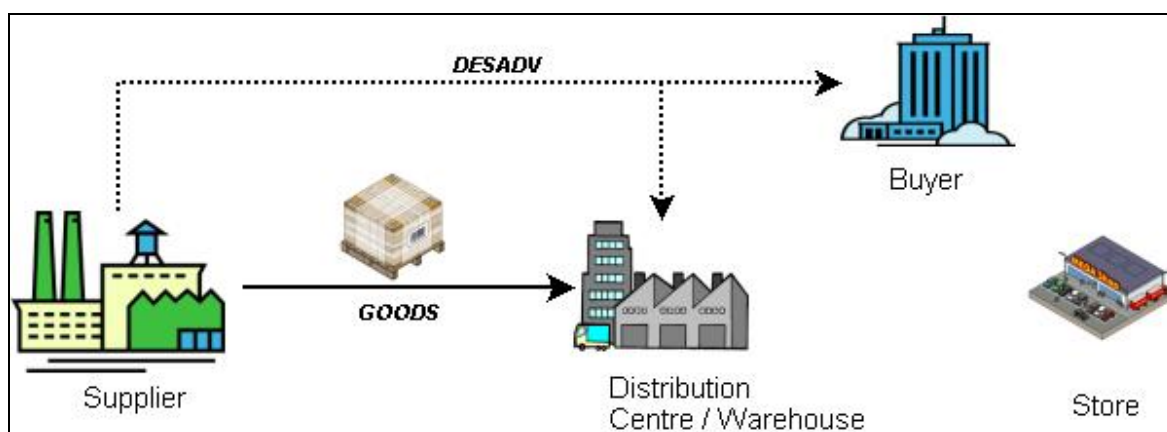 DESADV
Buyer
GOODS
Supplier
Distribution
Centre / Warehouse
Store